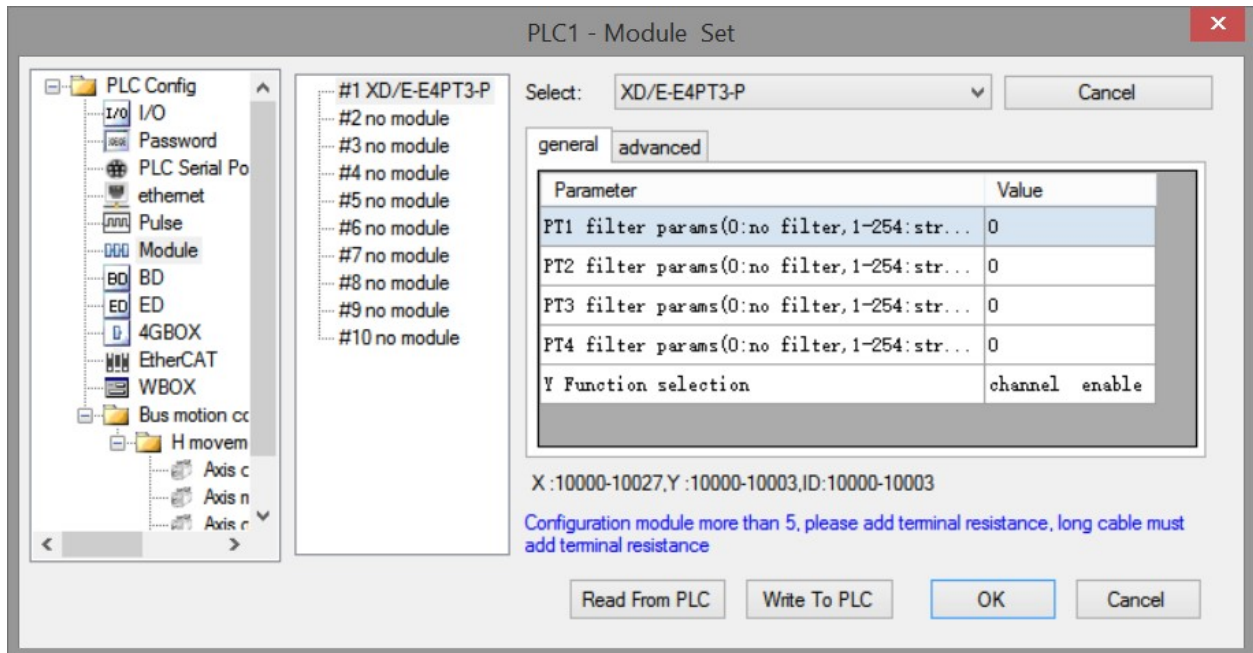 PLC1 - Module Set
PLC Config
I/O
Password
PLC Serial Po
ethernet
Pulse
Module
BD
ED
4GBOX
EtherCAT
WBOX
Bus motion cc
H movem
Axis c
Axis n
Axis c
#1 XD/E-E4PT3-P
#2 no module
#3 no module
#4 no module
#5 no module
#6 no module
#7 no module
#8 no module
#9 no module
#10 no module
Select: XD/E-E4PT3-P Cancel
general advanced
Parameter Value
PT1 filter params(0:no filter,1-254:str... 0
PT2 filter params(0:no filter,1-254:str... 0
PT3 filter params(0:no filter,1-254:str... 0
PT4 filter params(0:no filter,1-254:str... 0
Y Function selection channel enable
X :10000-10027,Y :10000-10003,ID:10000-10003
Configuration module more than 5, please add terminal resistance, long cable must
add terminal resistance
Read From PLC Write To PLC OK Cancel